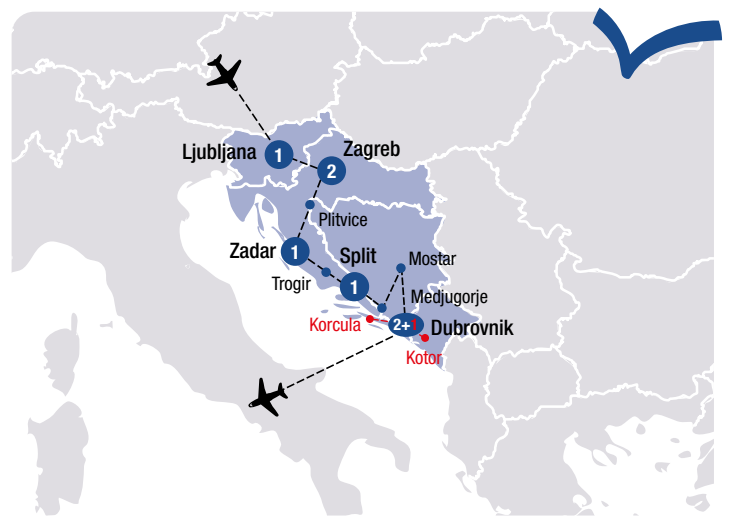 Ljubljana
1
Zagreb
2
Plitvice
Zadar
1
Split
Trogir
1
Mostar
Medjugorje
Korcula
2+1
Dubrovnik
Kotor